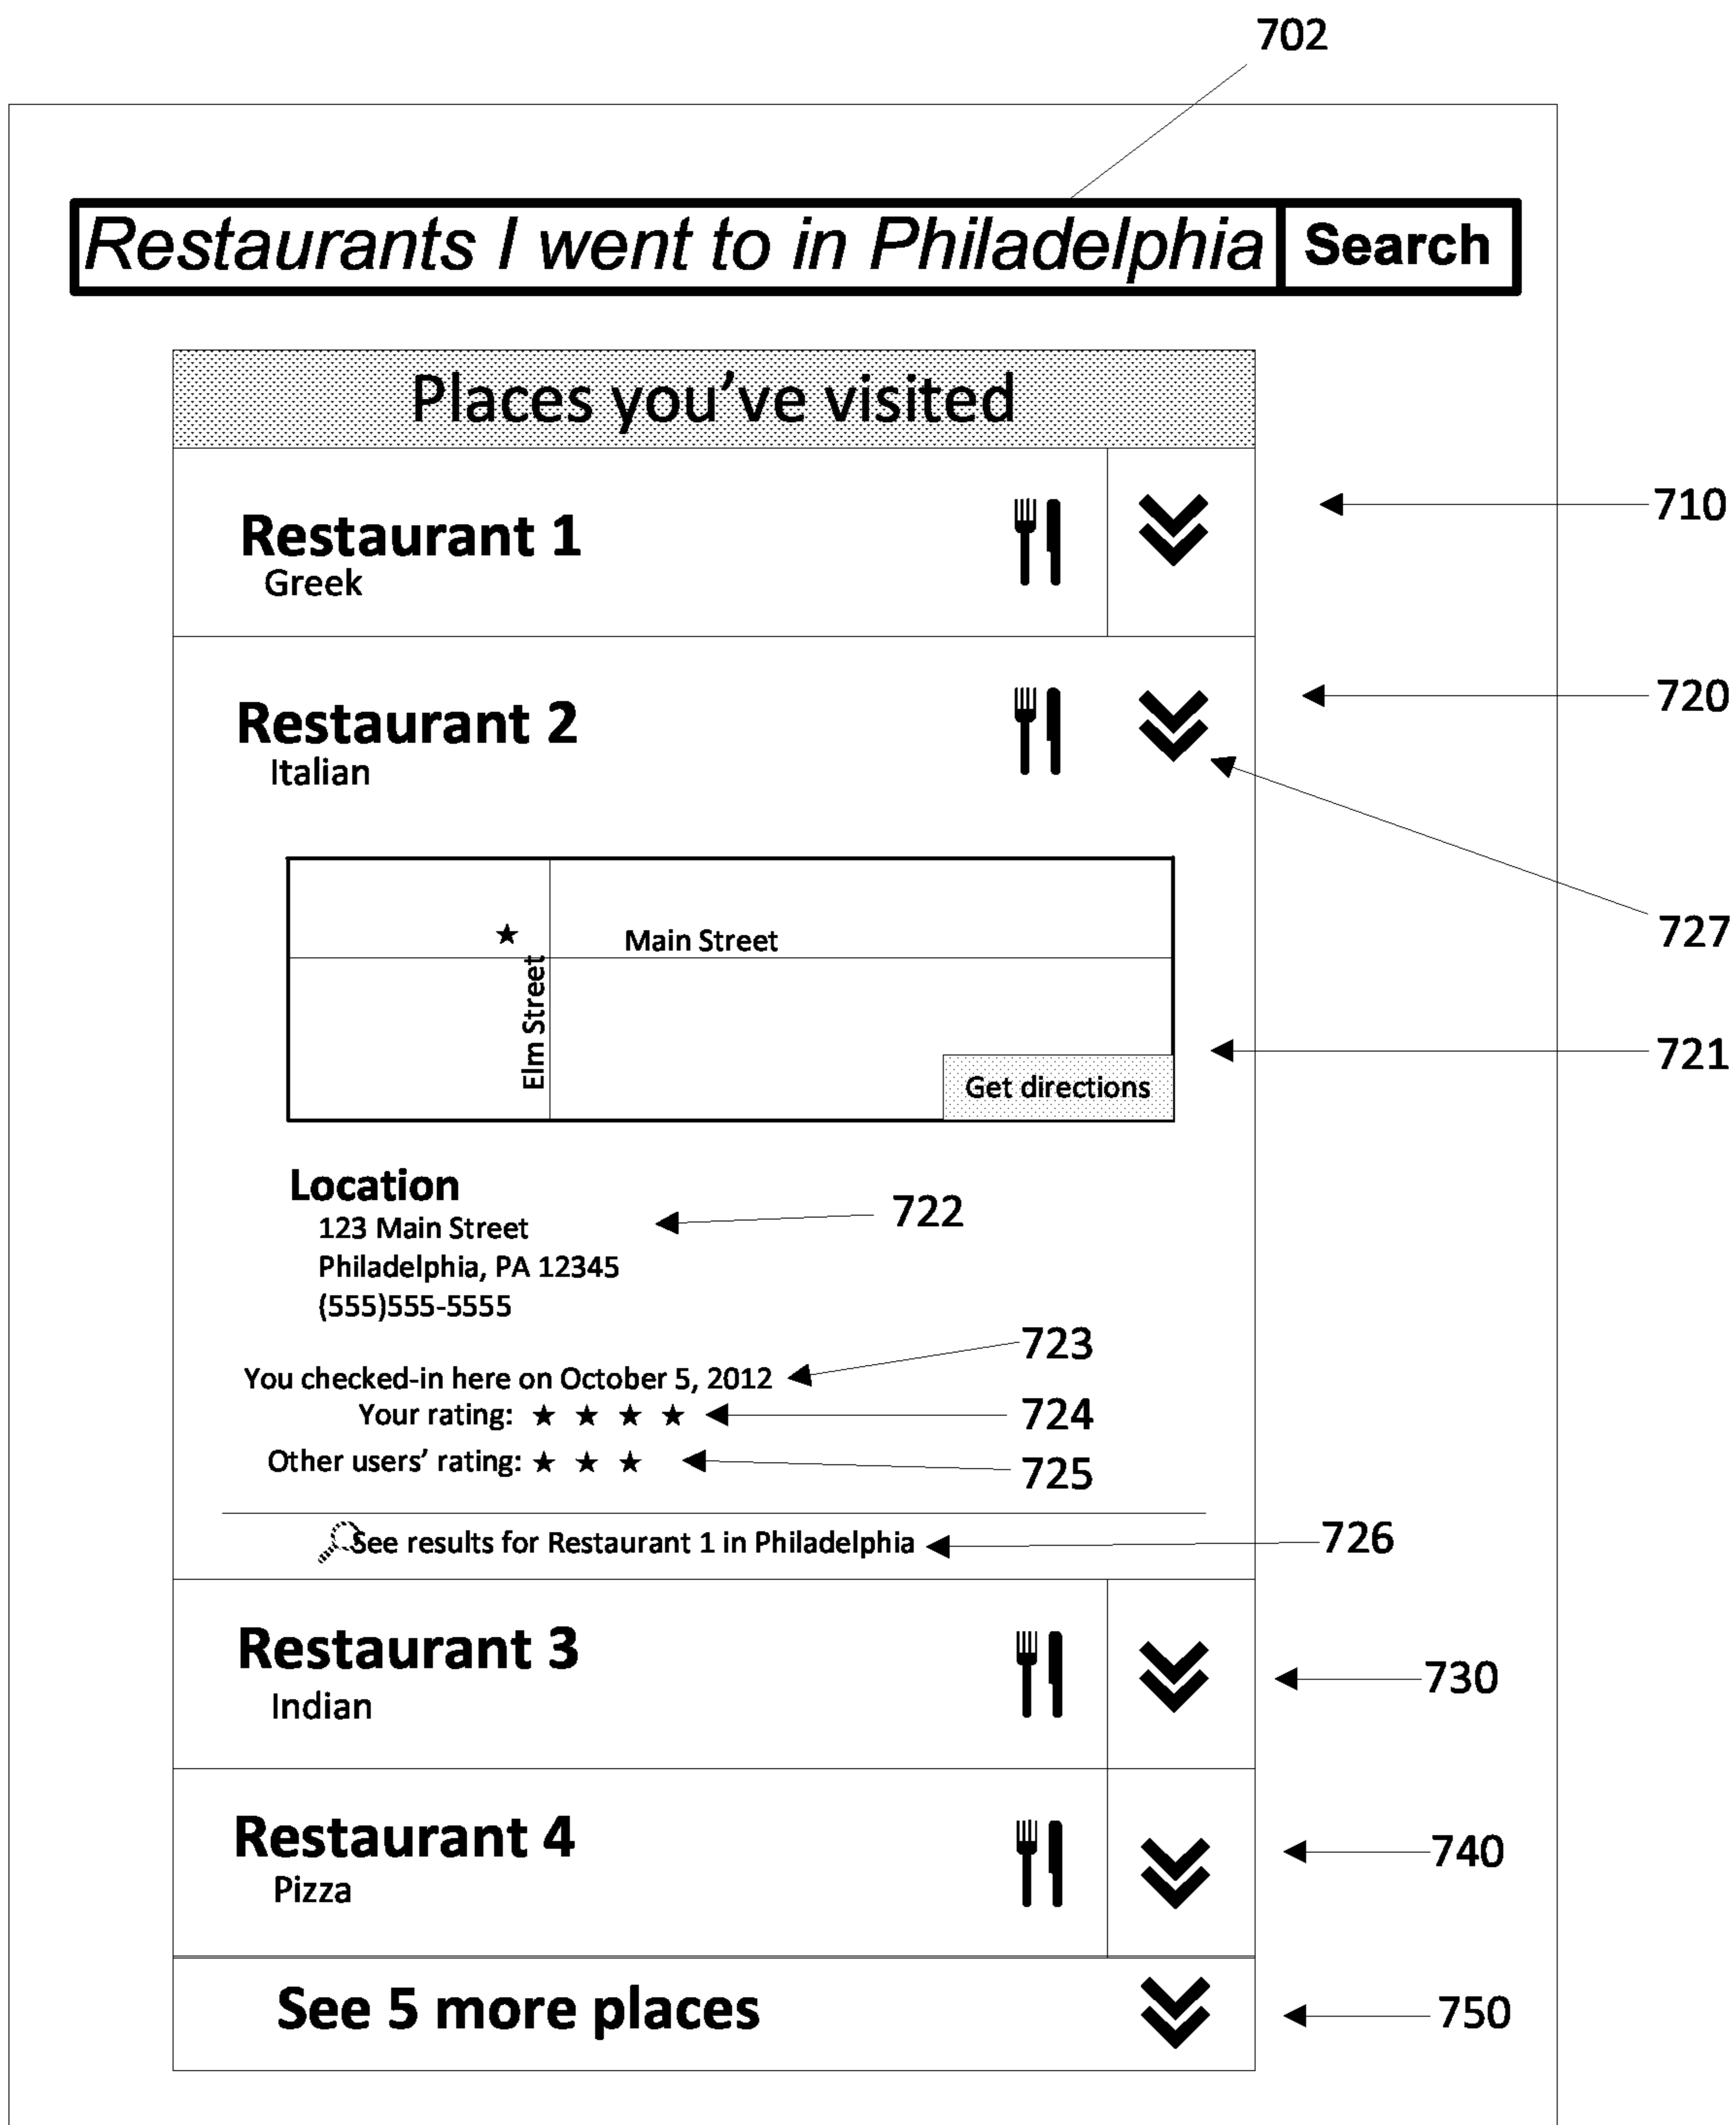 702
Restaurants I went to in Philadelphia Search
Places you've visited
710
Restaurant 1
Greek
720
Restaurant 2
Italian
727
Main Street
Elm Street
721
Get directions
Location
722
123 Main Street
Philadelphia, PA 12345
(555)555-5555
723
You checked-in here on October 5, 2012
Your rating: ★ ★ ★ ★ 724
Other users' rating: ★ ★ ★ 725
See results for Restaurant 1 in Philadelphia 726
Restaurant 3
Indian
730
Restaurant 4
Pizza
740
See 5 more places 750